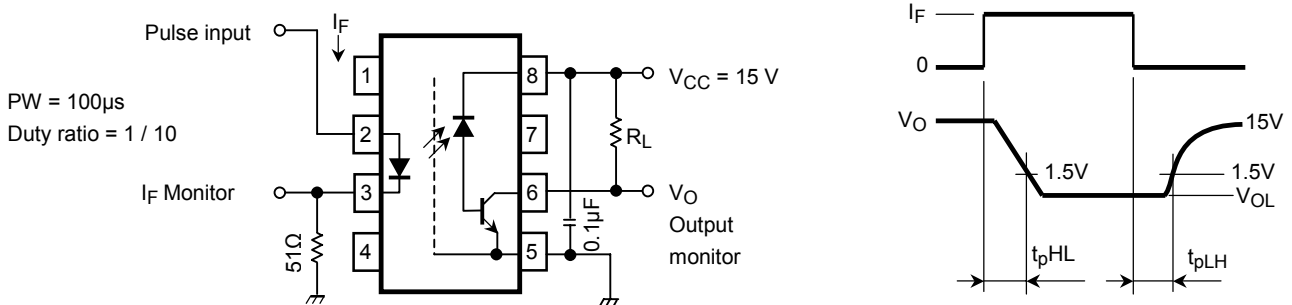 Pulse input
PW = 100μs
Duty ratio = 1 / 10
IF Monitor
51Ω
IF
1
2
3
4
8
7
6
5
0.1μF
RL
VCC = 15 V
VO
Output
monitor
IF
0
VO
15V
1.5V
1.5V
VOL
tpHL
tpLH